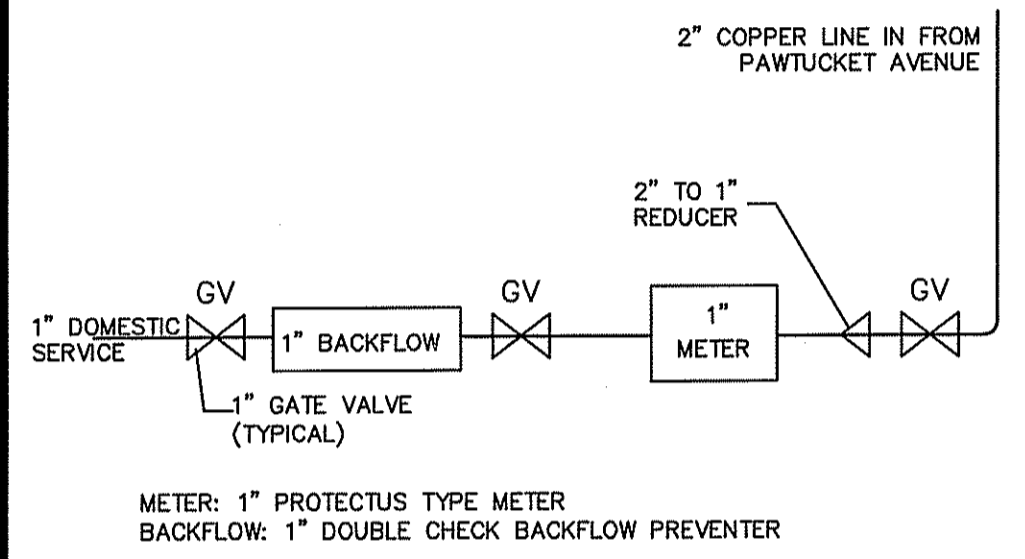 2" COPPER LINE IN FROM
PAWTUCKET AVENUE
2" TO 1"
REDUCER
GV
GV
GV
1" DOMESTIC
SERVICE
1" BACKFLOW
1"
METER
1" GATE VALVE
(TYPICAL)
METER: 1" PROTECTUS TYPE METER
BACKFLOW: 1" DOUBLE CHECK BACKFLOW PREVENTER